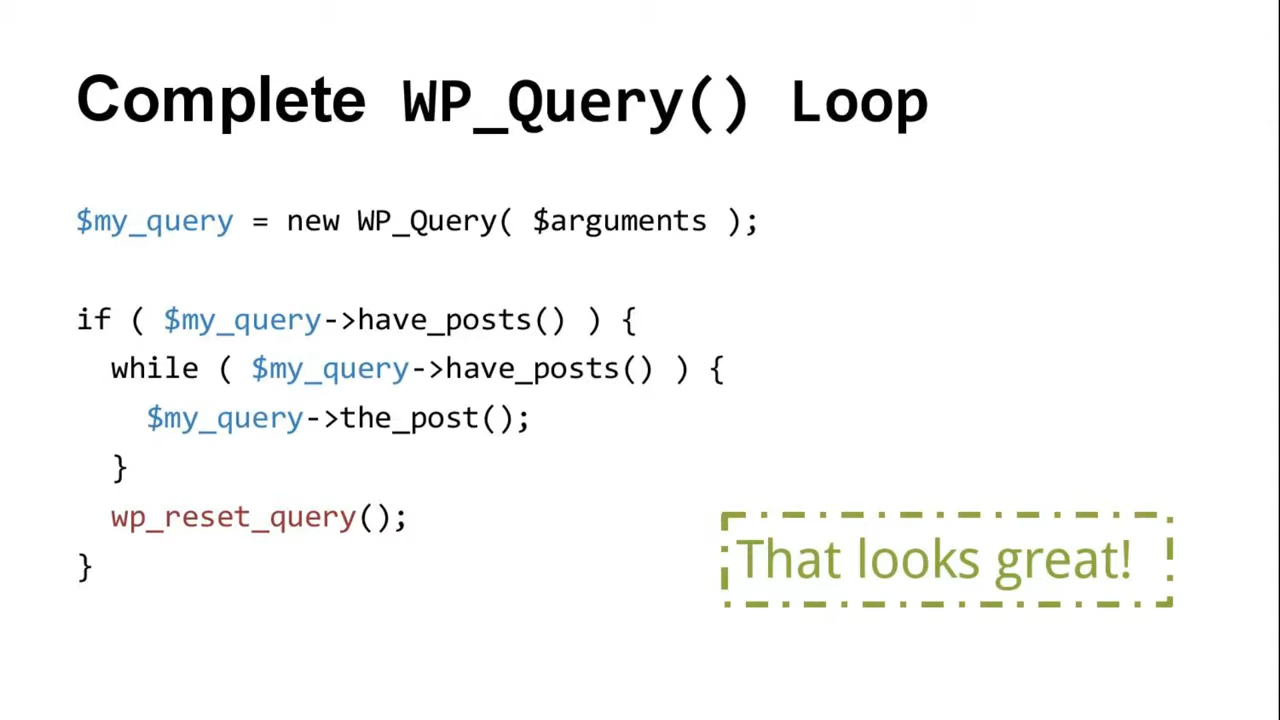 Complete WP_Query() Loop
$my_query = new WP_Query( $arguments );
if ( $my_query->have_posts() ) {
while ( $my_query->have_posts() ) {
$my_query->the_post();
}
wp_reset_query();
}
That looks great!